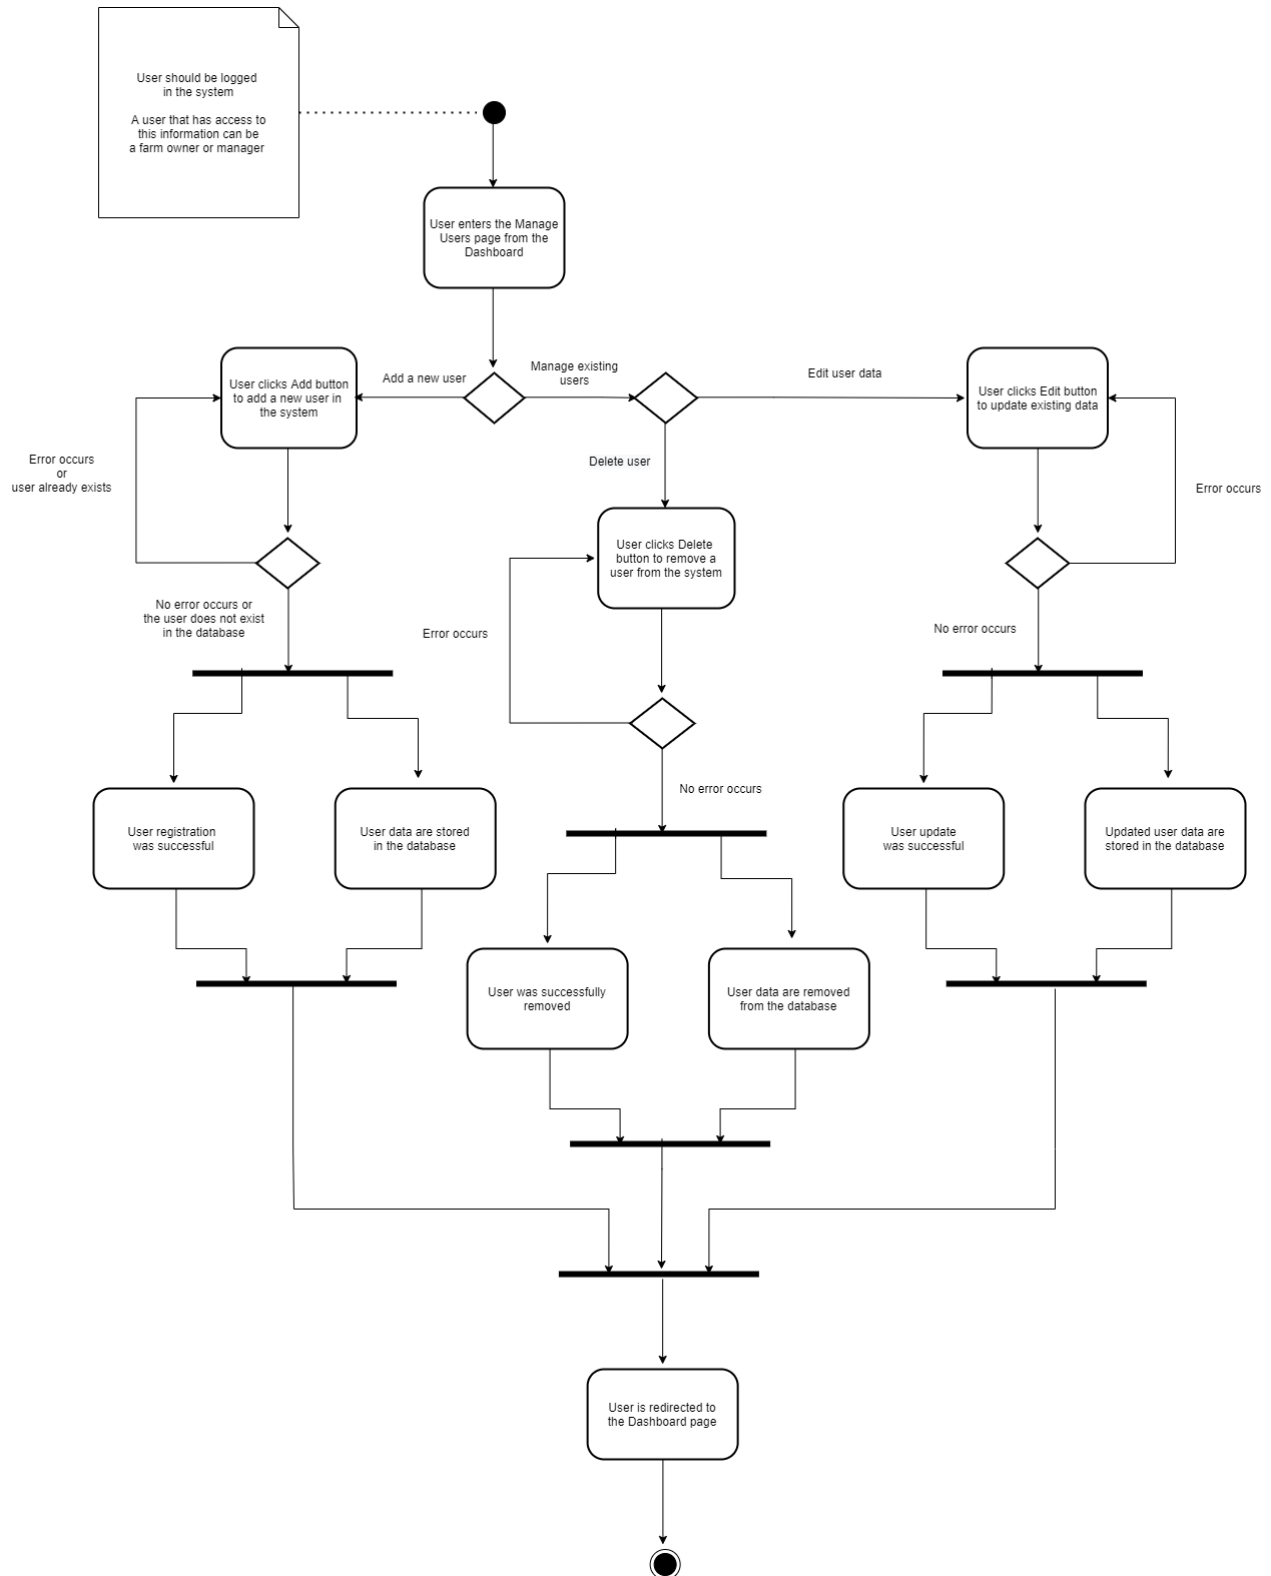 User should be logged
in the system
A user that has access to
this information can be
a farm owner or manager
User enters the Manage
Users page from the
Dashboard
Add a new user
Manage existing
users
Edit user data
User clicks Add button
to add a new user in
the system
User clicks Edit button
to update existing data
Error occurs
or
user already exists
Delete user
Error occurs
User clicks Delete
button to remove a
user from the system
No error occurs or
the user does not exist
in the database
Error occurs
No error occurs
No error occurs
User registration
was successful
User data are stored
in the database
User update
was successful
Updated user data are
stored in the database
User was successfully
removed
User data are removed
from the database
User is redirected to
the Dashboard page